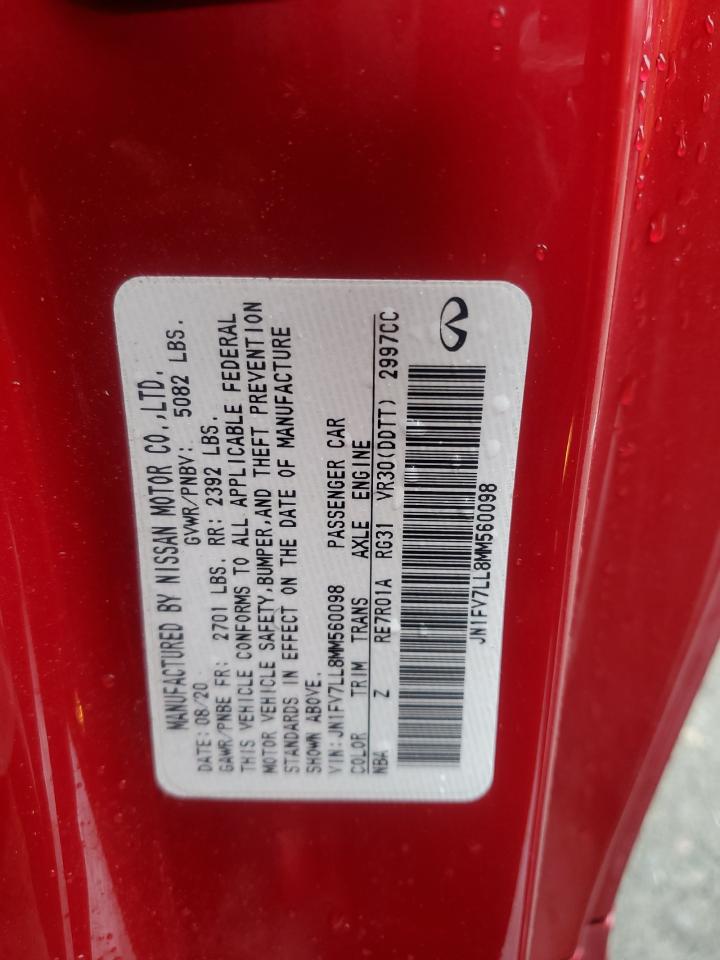 MANUFACTURED BY NISSAN MOTOR CO.,LTD.
DATE: 08/20 GVWR/PNBV: 5082 LBS.
GAWR/PNBE FR: 2701 LBS. RR: 2392 LBS.
THIS VEHICLE CONFORMS TO ALL APPLICABLE FEDERAL
MOTOR VEHICLE SAFETY,BUMPER,AND THEFT PREVENTION
STANDARDS IN EFFECT ON THE DATE OF MANUFACTURE
SHOWN ABOVE.
VIN: JN1FV7LL8MM560098 PASSENGER CAR
COLOR TRIM TRANS AXLE ENGINE
NBA Z RE7R01A RG31 VR30(DDTT) 2997CC
JN1FV7LL8MM560098